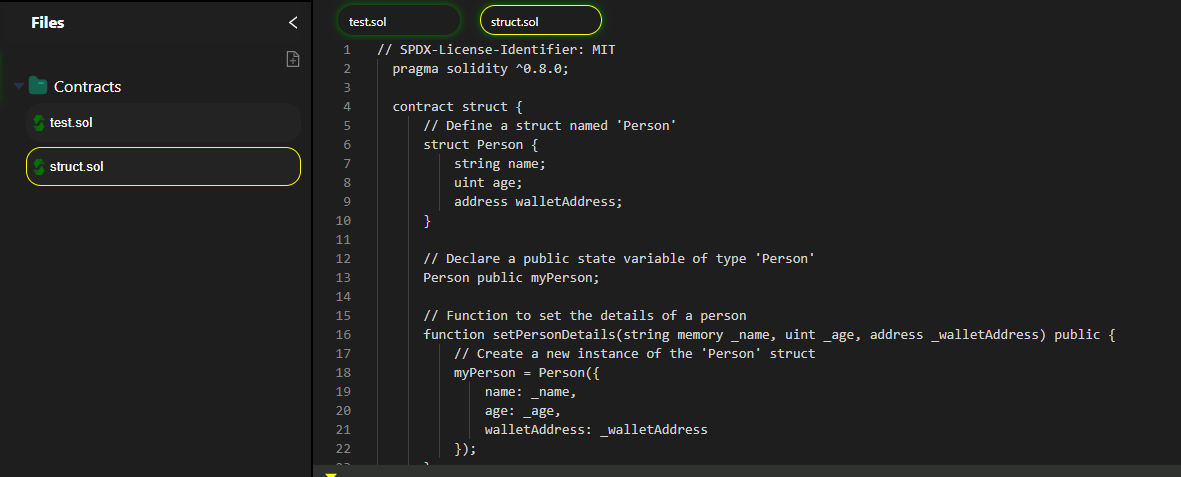 Files
Contracts
test.sol
struct.sol
test.sol
struct.sol
1 // SPDX-License-Identifier: MIT
2 pragma solidity ^0.8.0;
3
4 contract struct {
5 // Define a struct named 'Person'
6 struct Person {
7 string name;
8 uint age;
9 address walletAddress;
10 }
11
12 // Declare a public state variable of type 'Person'
13 Person public myPerson;
14
15 // Function to set the details of a person
16 function setPersonDetails(string memory _name, uint _age, address _walletAddress) public {
17 // Create a new instance of the 'Person' struct
18 myPerson = Person({
19 name: _name,
20 age: _age,
21 walletAddress: _walletAddress
22 });